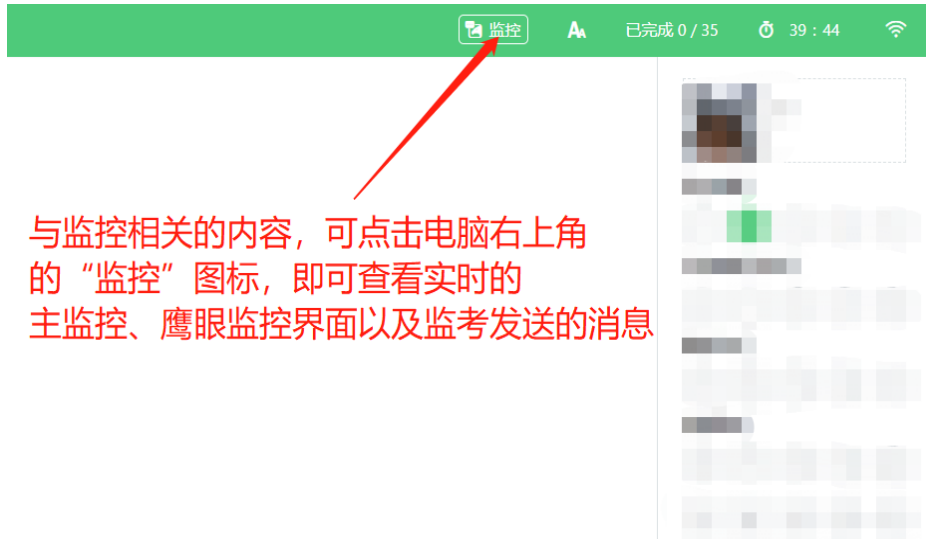 监控 AA 已完成 0 / 35 39 : 44
与监控相关的内容，可点击电脑右上角
的“监控”图标，即可查看实时的
主监控、鹰眼监控界面以及监考发送的消息